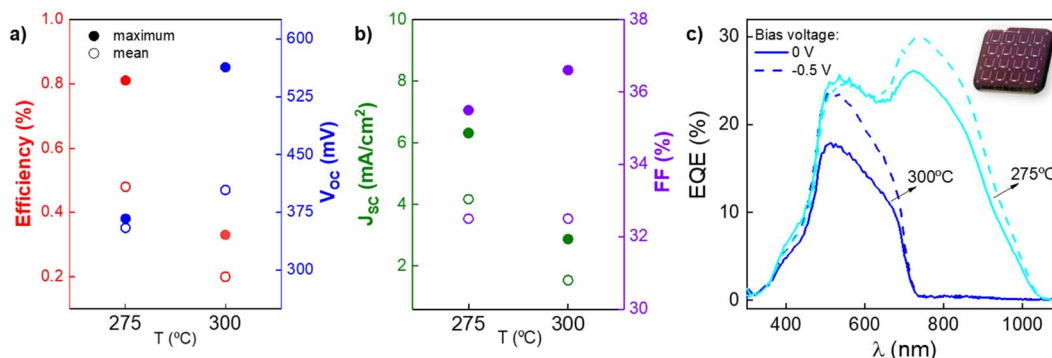 a)
maximum
mean
Efficiency (%)
1.0
0.8
0.6
0.4
0.2
600
525
450
375
300
V_OC (mV)
275
300
T (ºC)
b)
J_SC (mA/cm²)
10
8
6
4
2
38
36
34
32
30
FF (%)
275
300
T (ºC)
c)
Bias voltage:
0 V
-0.5 V
EQE (%)
30
20
10
0
300ºC
275ºC
400
600
800
1000
λ (nm)